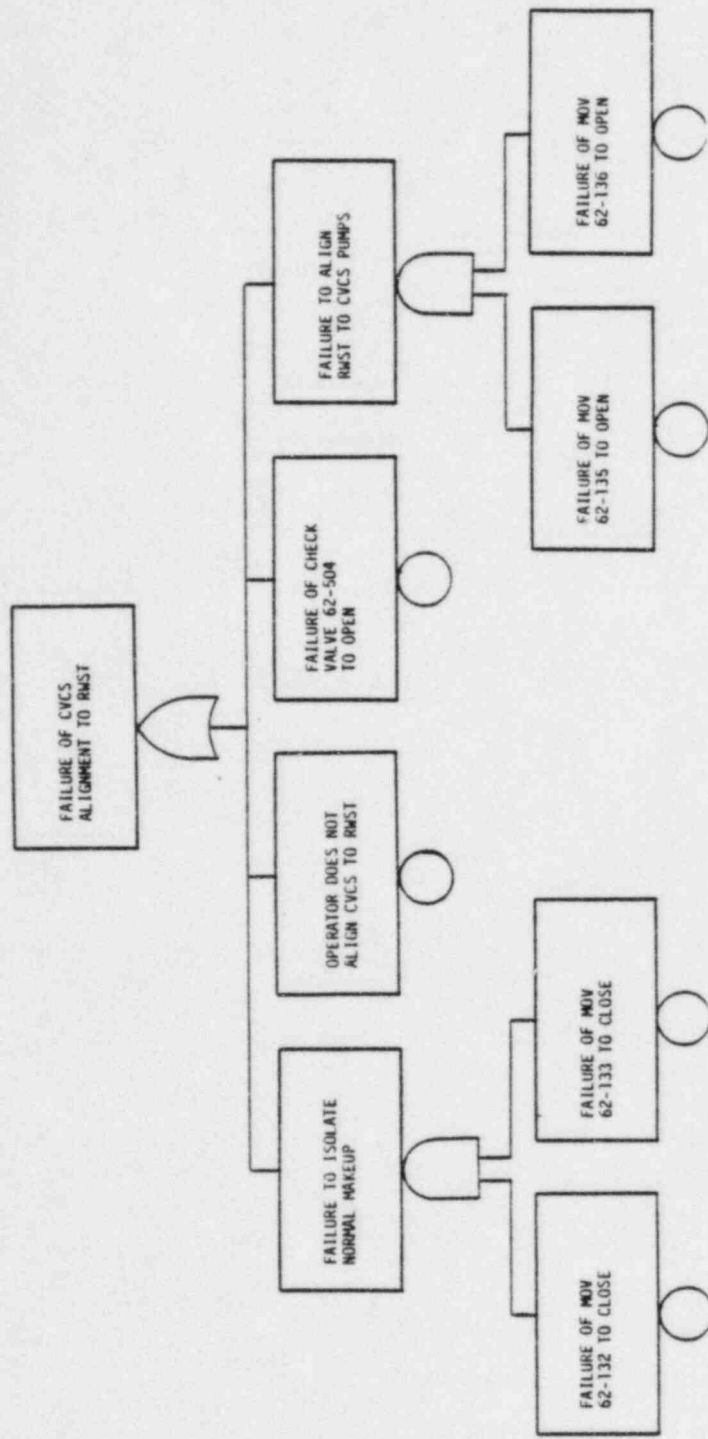 FAILURE OF CVCS
ALIGNMENT TO RWST
FAILURE TO ISOLATE
NORMAL MAKEUP
OPERATOR DOES NOT
ALIGN CVCS TO RWST
FAILURE OF CHECK
VALVE 62-504
TO OPEN
FAILURE TO ALIGN
RWST TO CVCS PUMPS
FAILURE OF MOV
62-132 TO CLOSE
FAILURE OF MOV
62-133 TO CLOSE
FAILURE OF MOV
62-135 TO OPEN
FAILURE OF MOV
62-136 TO OPEN